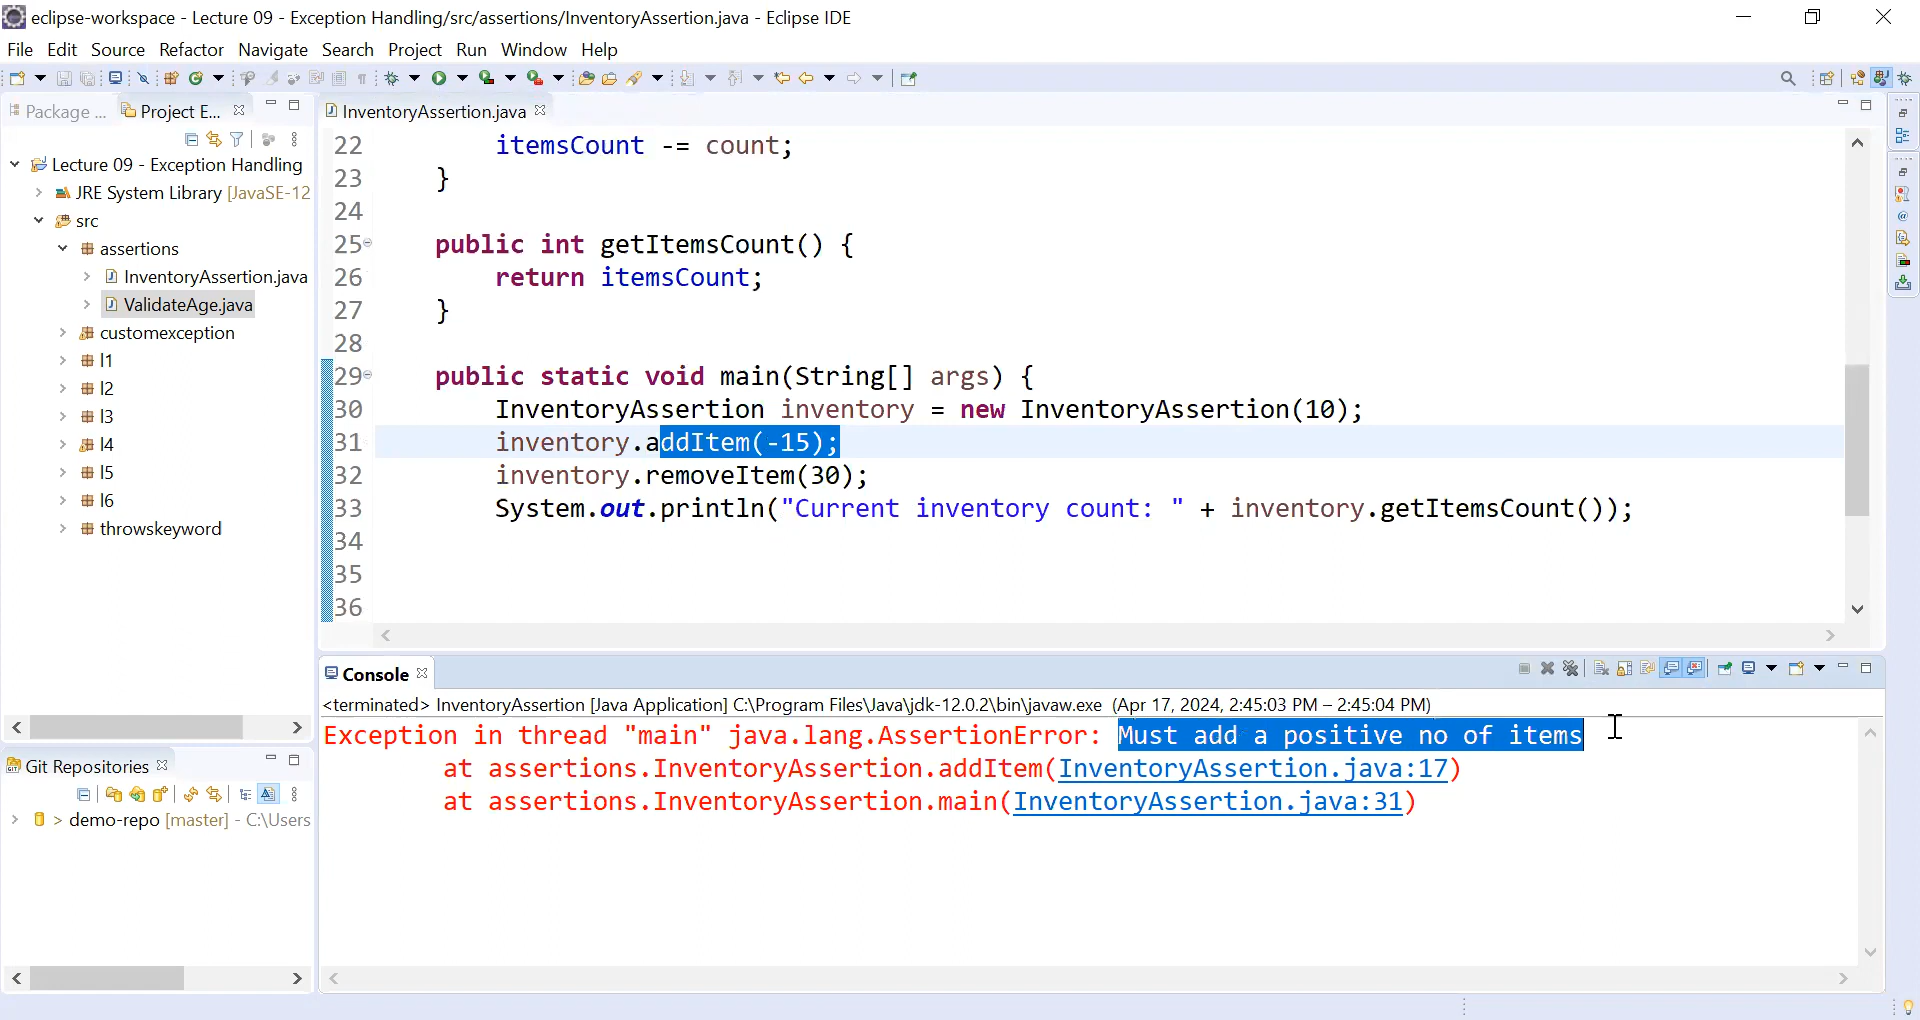 eclipse-workspace - Lecture 09 - Exception Handling/src/assertions/InventoryAssertion.java - Eclipse IDE
File Edit Source Refactor Navigate Search Project Run Window Help
Package ... Project E...
InventoryAssertion.java
Lecture 09 - Exception Handling
JRE System Library [JavaSE-12
src
assertions
InventoryAssertion.java
ValidateAge.java
customexception
l1
l2
l3
l4
l5
l6
throwskeyword
22 itemsCount -= count;
23 }
24
25 public int getItemsCount() {
26 return itemsCount;
27 }
28
29 public static void main(String[] args) {
30 InventoryAssertion inventory = new InventoryAssertion(10);
31 inventory.addItem(-15);
32 inventory.removeItem(30);
33 System.out.println("Current inventory count: " + inventory.getItemsCount());
34
35
36
Git Repositories
demo-repo [master] - C:\Users
Console
<terminated> InventoryAssertion [Java Application] C:\Program Files\Java\jdk-12.0.2\bin\javaw.exe (Apr 17, 2024, 2:45:03 PM – 2:45:04 PM)
Exception in thread "main" java.lang.AssertionError: Must add a positive no of items
at assertions.InventoryAssertion.addItem(InventoryAssertion.java:17)
at assertions.InventoryAssertion.main(InventoryAssertion.java:31)